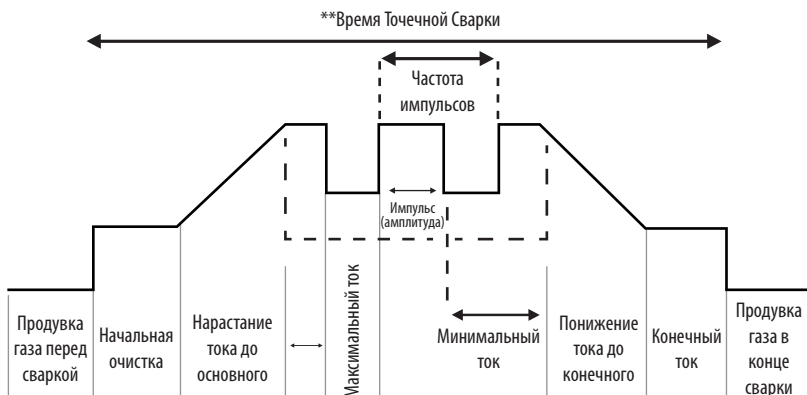 **Время Точечной Сварки
Частота
импульсов
Импульс
(амплитуда)
Продувка
газа перед
сваркой
Начальная
очистка
Нарастание
тока до
основного
Максимальный ток
Минимальный
ток
Понижение
тока до
конечного
Конечный
ток
Продувка
газа в
конце
сварки